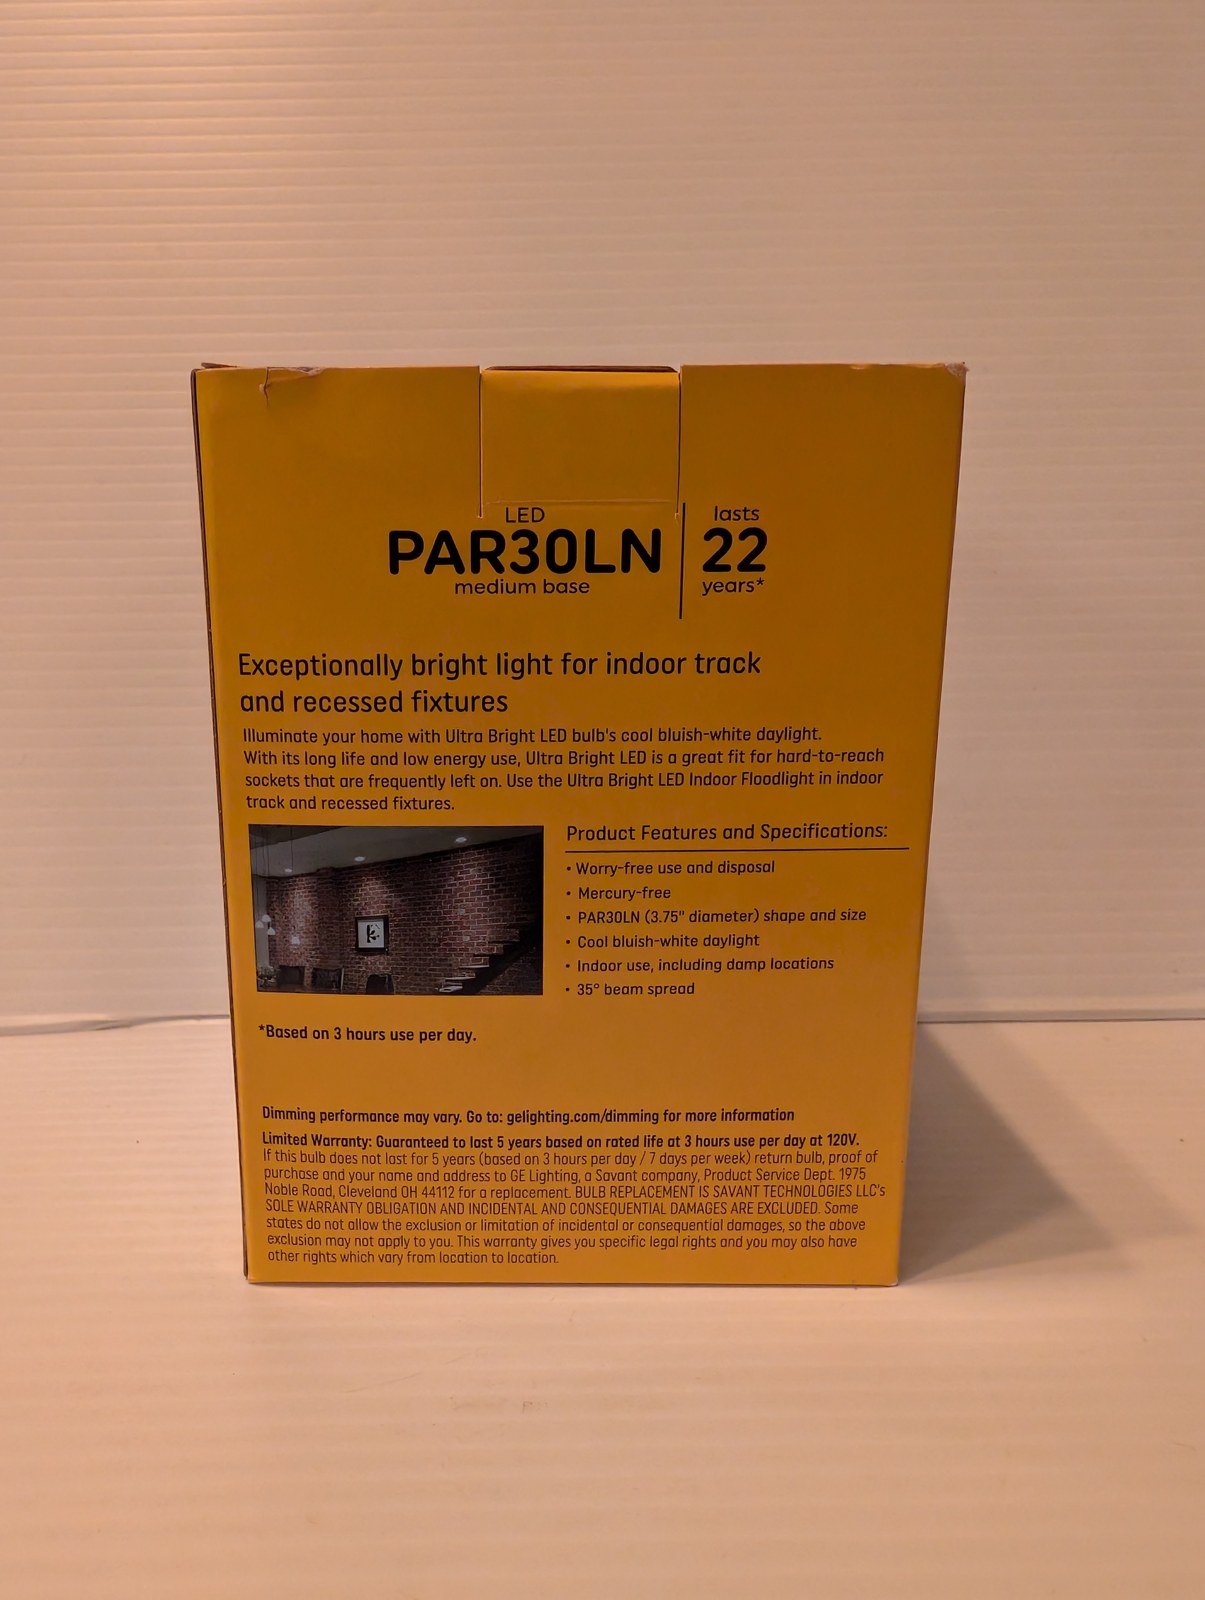 LED
PAR30LN
medium base
lasts
22
years*
Exceptionally bright light for indoor track
and recessed fixtures
Illuminate your home with Ultra Bright LED bulb's cool bluish-white daylight.
With its long life and low energy use, Ultra Bright LED is a great fit for hard-to-reach
sockets that are frequently left on. Use the Ultra Bright LED Indoor Floodlight in indoor
track and recessed fixtures.
Product Features and Specifications:
• Worry-free use and disposal
• Mercury-free
• PAR30LN (3.75" diameter) shape and size
• Cool bluish-white daylight
• Indoor use, including damp locations
• 35° beam spread
*Based on 3 hours use per day.
Dimming performance may vary. Go to: gelighting.com/dimming for more information
Limited Warranty: Guaranteed to last 5 years based on rated life at 3 hours use per day at 120V.
If this bulb does not last for 5 years (based on 3 hours per day / 7 days per week) return bulb, proof of
purchase and your name and address to GE Lighting, a Savant company, Product Service Dept. 1975
Noble Road, Cleveland OH 44112 for a replacement. BULB REPLACEMENT IS SAVANT TECHNOLOGIES LLC's
SOLE WARRANTY OBLIGATION AND INCIDENTAL AND CONSEQUENTIAL DAMAGES ARE EXCLUDED. Some
states do not allow the exclusion or limitation of incidental or consequential damages, so the above
exclusion may not apply to you. This warranty gives you specific legal rights and you may also have
other rights which vary from location to location.